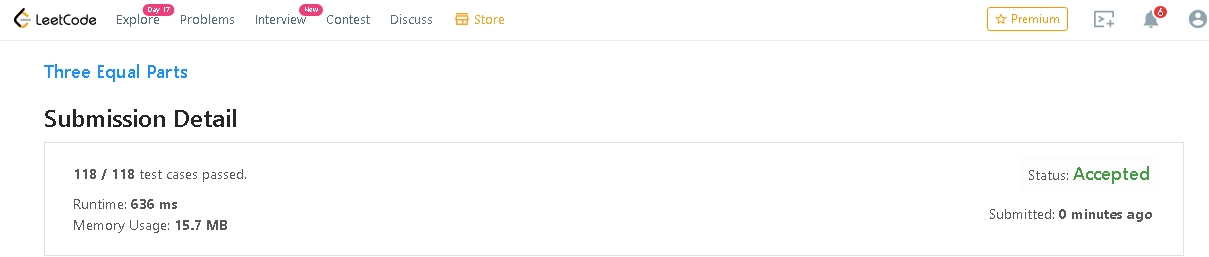 LeetCode Explore Day 17 Problems Interview New Contest Discuss Store Premium 6
Three Equal Parts
Submission Detail
118 / 118 test cases passed.
Status: Accepted
Runtime: 636 ms
Submitted: 0 minutes ago
Memory Usage: 15.7 MB